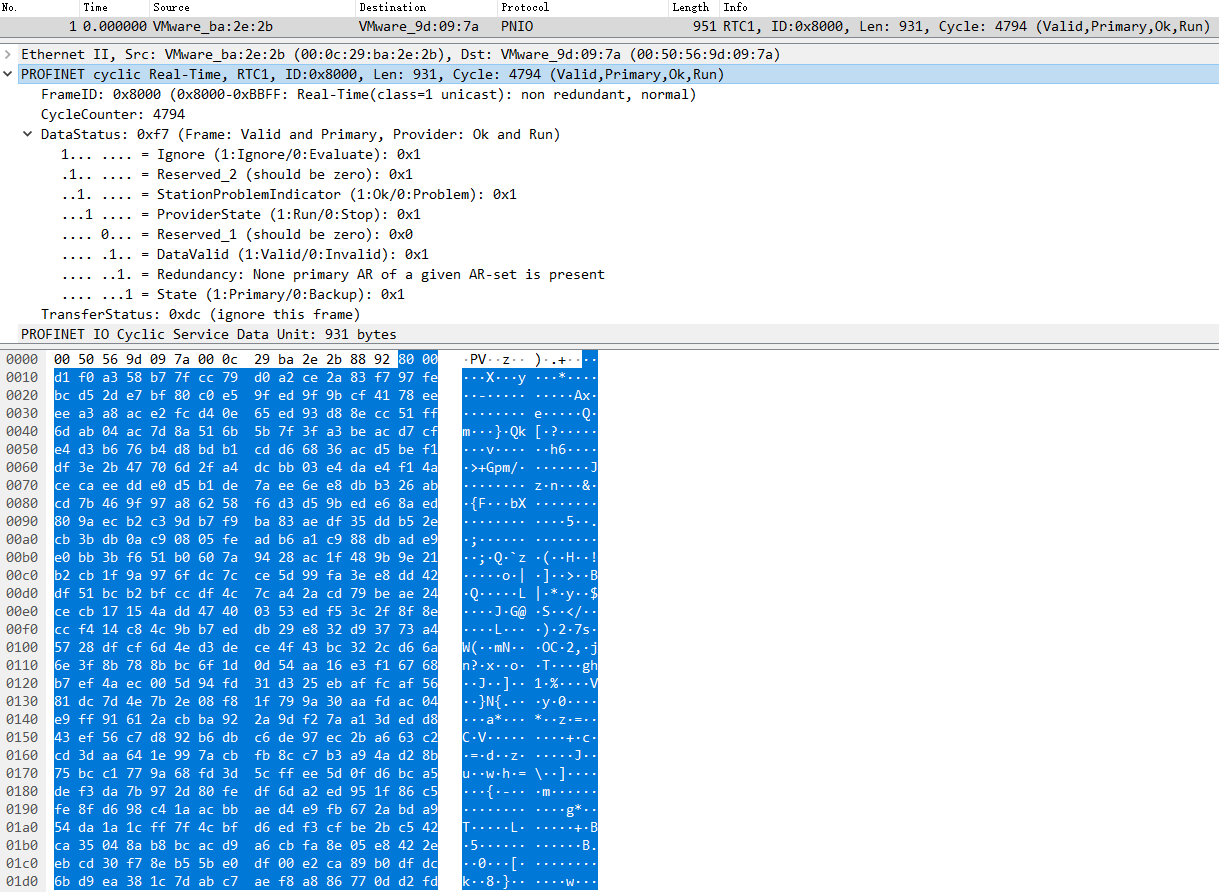 No. Time Source Destination Protocol Length Info
1 0.000000 VMware_ba:2e:2b VMware_9d:09:7a PNIO 951 RTC1, ID:0x8000, Len: 931, Cycle: 4794 (Valid,Primary,Ok,Run)
Ethernet II, Src: VMware_ba:2e:2b (00:0c:29:ba:2e:2b), Dst: VMware_9d:09:7a (00:50:56:9d:09:7a)
PROFINET cyclic Real-Time, RTC1, ID:0x8000, Len: 931, Cycle: 4794 (Valid,Primary,Ok,Run)
FrameID: 0x8000 (0x8000-0xBBFF: Real-Time(class=1 unicast): non redundant, normal)
CycleCounter: 4794
DataStatus: 0xf7 (Frame: Valid and Primary, Provider: Ok and Run)
1... .... = Ignore (1:Ignore/0:Evaluate): 0x1
.1.. .... = Reserved_2 (should be zero): 0x1
..1. .... = StationProblemIndicator (1:Ok/0:Problem): 0x1
...1 .... = ProviderState (1:Run/0:Stop): 0x1
.... 0... = Reserved_1 (should be zero): 0x0
.... .1.. = DataValid (1:Valid/0:Invalid): 0x1
.... ..1. = Redundancy: None primary AR of a given AR-set is present
.... ...1 = State (1:Primary/0:Backup): 0x1
TransferStatus: 0xdc (ignore this frame)
PROFINET IO Cyclic Service Data Unit: 931 bytes
0000 00 50 56 9d 09 7a 00 0c 29 ba 2e 2b 88 92 80 00 ·PV··z·· )·.+····
0010 d1 f0 a3 58 b7 7f cc 79 d0 a2 ce 2a 83 f7 97 fe ···X···y ···*····
0020 bc d5 2d e7 bf 80 c0 e5 9f ed 9f 9b cf 41 78 ee ··-····· ·····Ax·
0030 ee a3 a8 ac e2 fc d4 0e 65 ed 93 d8 8e cc 51 ff ········ e·····Q·
0040 6d ab 04 ac 7d 8a 51 6b 5b 7f 3f a3 be ac d7 cf m···}·Qk [·?·····
0050 e4 d3 b6 76 b4 d8 bd b1 cd d6 68 36 ac d5 be f1 ···v···· ··h6····
0060 df 3e 2b 47 70 6d 2f a4 dc bb 03 e4 da e4 f1 4a ·>+Gpm/· ·······J
0070 ce ca ee dd e0 d5 b1 de 7a ee 6e e8 db b3 26 ab ········ z·n···&·
0080 cd 7b 46 9f 97 a8 62 58 f6 d3 d5 9b ed e6 8a ed ·{F···bX ········
0090 80 9a ec b2 c3 9d b7 f9 ba 83 ae df 35 dd b5 2e ········ ····5··.
00a0 cb 3b db 0a c9 08 05 fe ad b6 a1 c9 88 db ad e9 ·;······ ········
00b0 e0 bb 3b f6 51 b0 60 7a 94 28 ac 1f 48 9b 9e 21 ··;·Q·`z ·(··H··!
00c0 b2 cb 1f 9a 97 6f dc 7c ce 5d 99 fa 3e e8 dd 42 ·····o·| ·]··>··B
00d0 df 51 bc b2 bf cc df 4c 7c a4 2a cd 79 be ae 24 ·Q·····L |·*·y··$
00e0 ce cb 17 15 4a dd 47 40 03 53 ed f5 3c 2f 8f 8e ····J·G@ ·S··</··
00f0 cc f4 14 c8 4c 9b b7 ed db 29 e8 32 d9 37 73 a4 ····L··· ·)·2·7s·
0100 57 28 df cf 6d 4e d3 de ce 4f 43 bc 32 2c d6 6a W(··mN·· ·OC·2,·j
0110 6e 3f 8b 78 8b bc 6f 1d 0d 54 aa 16 e3 f1 67 68 n?·x··o· ·T····gh
0120 b7 ef 4a ec 00 5d 94 fd 31 d3 25 eb af fc af 56 ··J··]·· 1·%····V
0130 81 dc 7d 4e 7b 2e 08 f8 1f 79 9a 30 aa fd ac 04 ··}N{.·· ·y·0····
0140 e9 ff 91 61 2a cb ba 92 2a 9d f2 7a a1 3d ed d8 ···a*··· *··z·=··
0150 43 ef 56 c7 d8 92 b6 db c6 de 97 ec 2b a6 63 c2 C·V····· ····+·c·
0160 cd 3d aa 64 1e 99 7a cb fb 8c c7 b3 a9 4a d2 8b ·=·d··z· ·····J··
0170 75 bc c1 77 9a 68 fd 3d 5c ff ee 5d 0f d6 bc a5 u··w·h·= \··]····
0180 de f3 da 7b 97 2d 80 fe df 6d a2 ed 95 1f 86 c5 ···{·-·· ·m······
0190 fe 8f d6 98 c4 1a ac bb ae d4 e9 fb 67 2a bd a9 ········ ····g*··
01a0 54 da 1a 1c ff 7f 4c bf d6 ed f3 cf be 2b c5 42 T·····L· ·····+·B
01b0 ca 35 04 8a b8 bc ac d9 a6 cb fa 8e 05 e8 42 2e ·5······ ······B.
01c0 eb cd 30 f7 8e b5 5b e0 df 00 e2 ca 89 b0 df dc ··0···[· ········
01d0 6b d9 ea 38 1c 7d ab c7 ae f8 a8 86 77 0d d2 fd k··8·}·· ····w···